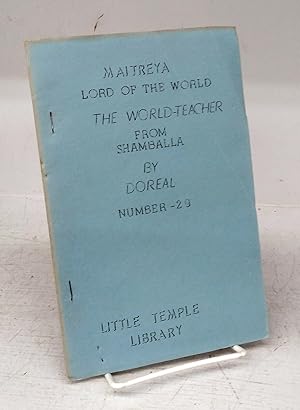 MAITREYA
LORD OF THE WORLD
THE WORLD-TEACHER
FROM
SHAMBALLA
BY
DOREAL
NUMBER-29
LITTLE TEMPLE
LIBRARY